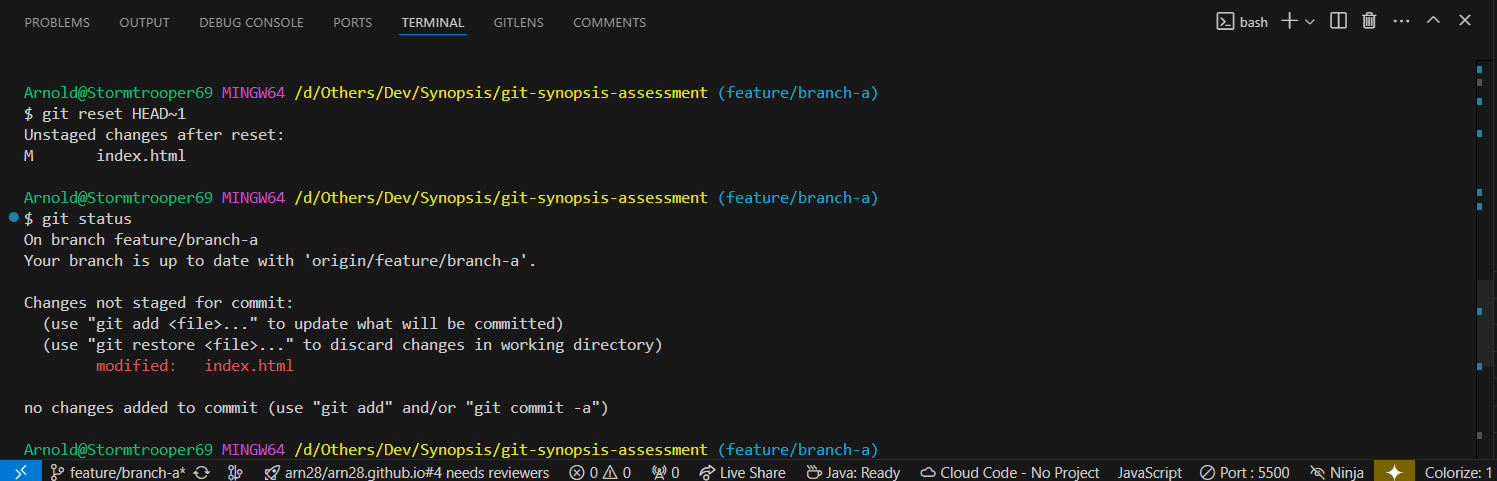 PROBLEMS OUTPUT DEBUG CONSOLE PORTS TERMINAL GITLENS COMMENTS bash
Arnold@Stormtrooper69 MINGW64 /d/Others/Dev/Synopsis/git-synopsis-assessment (feature/branch-a)
$ git reset HEAD~1
Unstaged changes after reset:
M       index.html
Arnold@Stormtrooper69 MINGW64 /d/Others/Dev/Synopsis/git-synopsis-assessment (feature/branch-a)
$ git status
On branch feature/branch-a
Your branch is up to date with 'origin/feature/branch-a'.
Changes not staged for commit:
  (use "git add <file>..." to update what will be committed)
  (use "git restore <file>..." to discard changes in working directory)
        modified:   index.html
no changes added to commit (use "git add" and/or "git commit -a")
Arnold@Stormtrooper69 MINGW64 /d/Others/Dev/Synopsis/git-synopsis-assessment (feature/branch-a)
feature/branch-a* arn28/arn28.github.io#4 needs reviewers 0 0 0 Live Share Java: Ready Cloud Code - No Project JavaScript Port : 5500 Ninja Colorize: 1